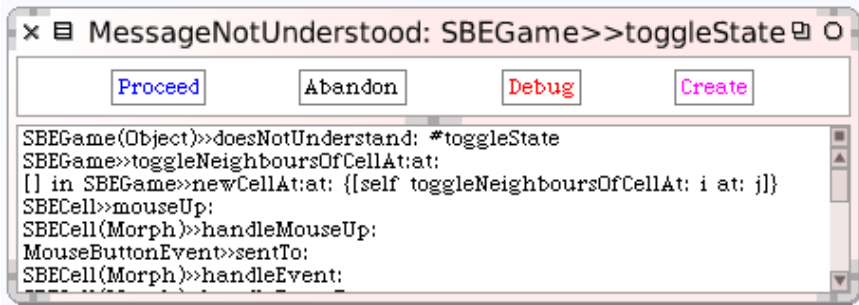 MessageNotUnderstood: SBEGame>>toggleState
Proceed Abandon Debug Create
SBEGame(Object)>>doesNotUnderstand: #toggleState
SBEGame>>toggleNeighboursOfCellAt:at:
[] in SBEGame>>newCellAt:at: {[self toggleNeighboursOfCellAt: i at: j]}
SBECell>>mouseUp:
SBECell(Morph)>>handleMouseUp:
MouseButtonEvent>>sentTo:
SBECell(Morph)>>handleEvent: